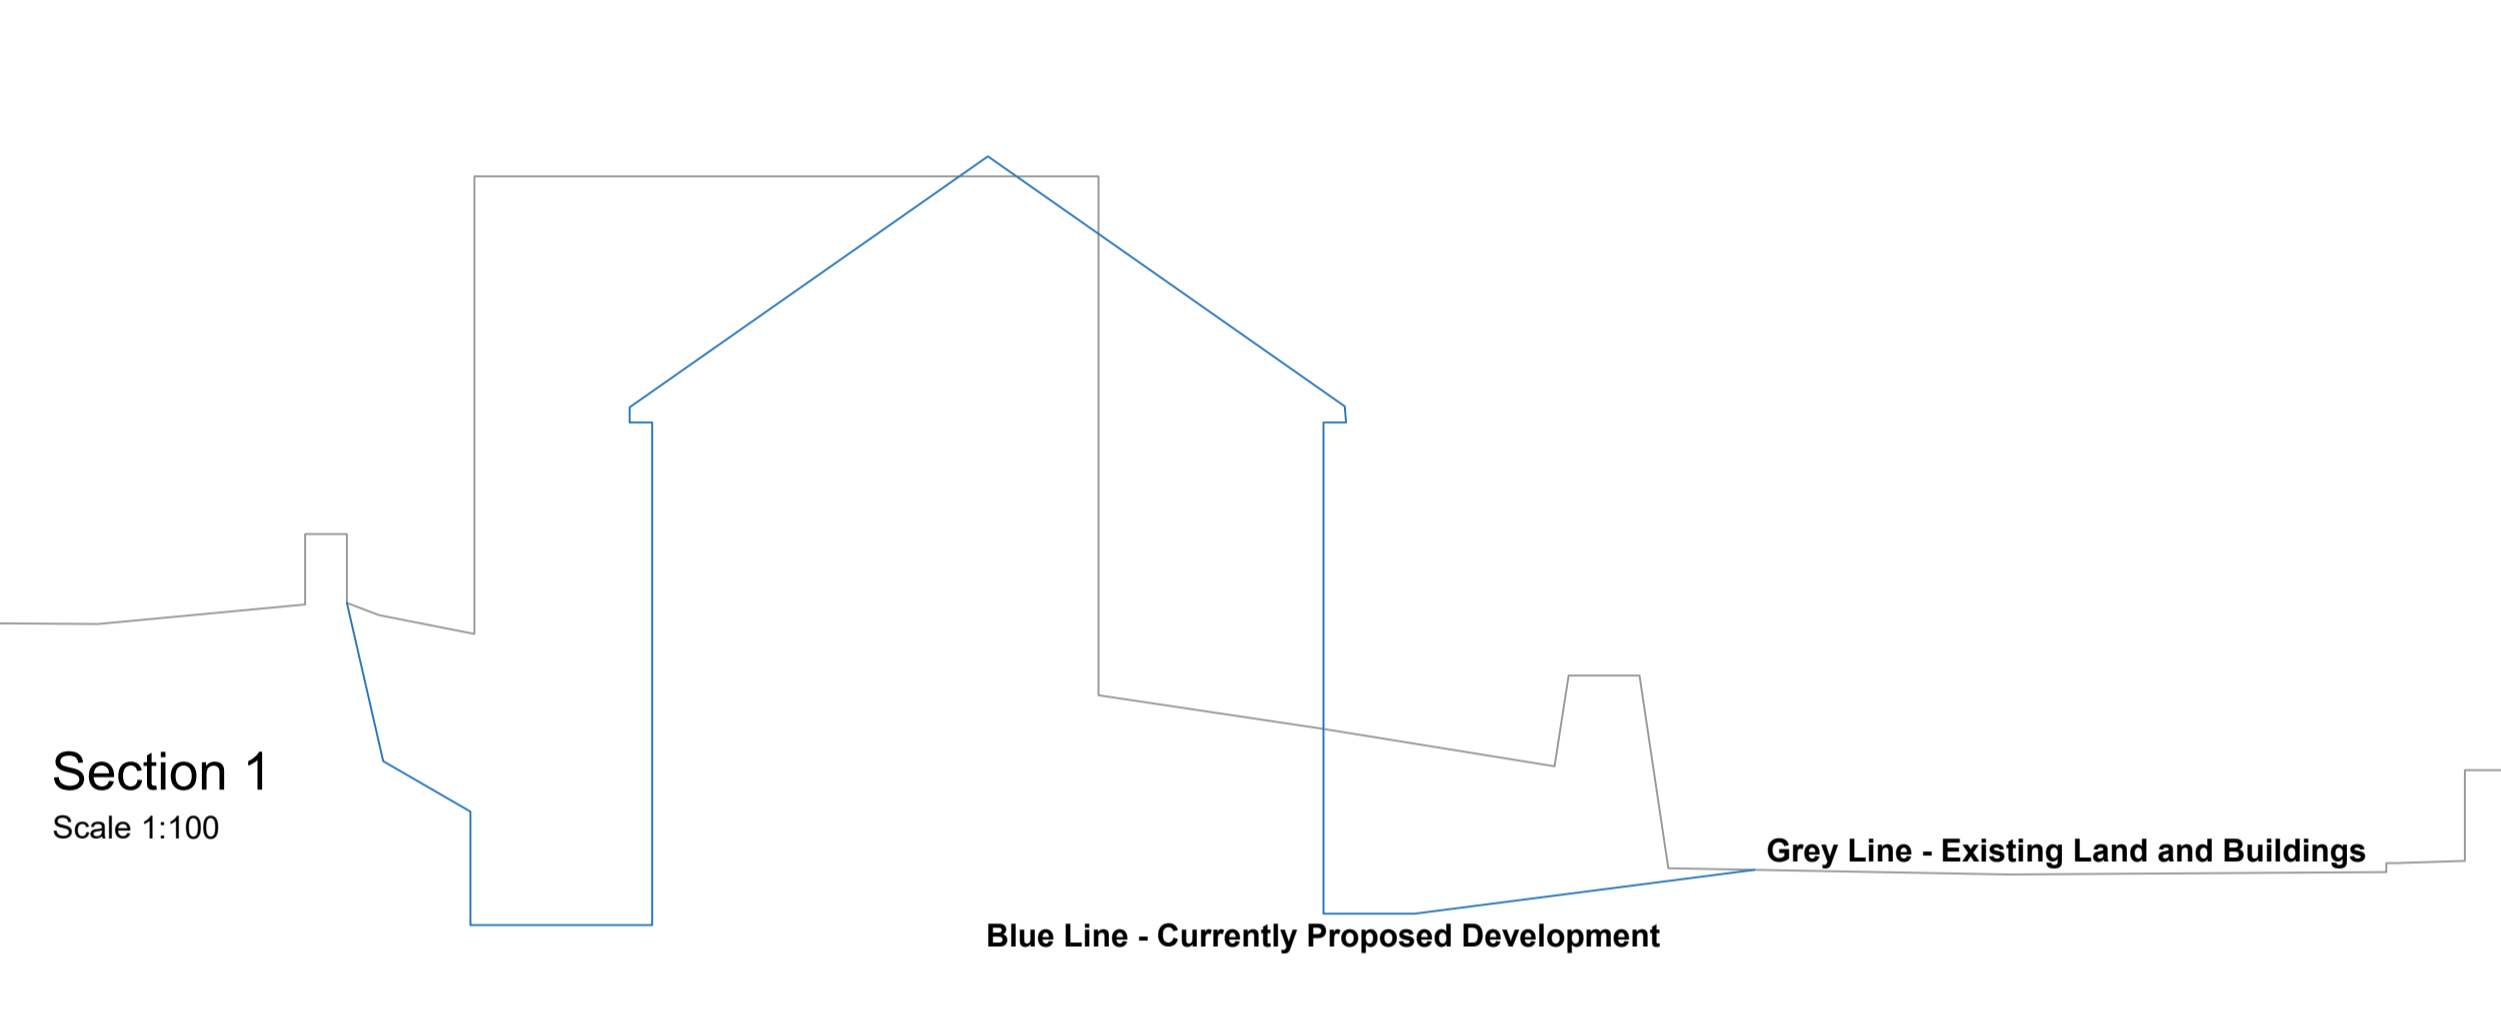 Section 1
Scale 1:100
Grey Line - Existing Land and Buildings
Blue Line - Currently Proposed Development